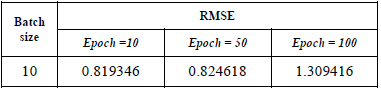 Batch size RMSE
Epoch =10 Epoch = 50 Epoch = 100
10 0.819346 0.824618 1.309416